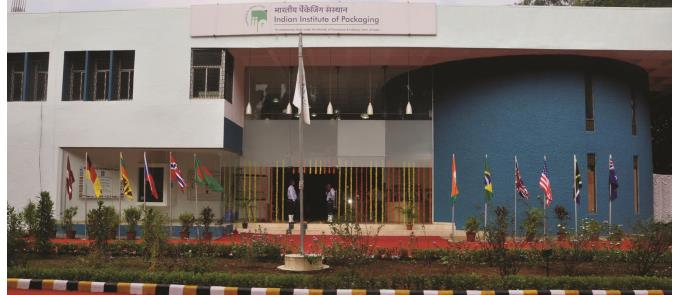 भारतीय पैकेजिंग संस्थान
Indian Institute of Packaging